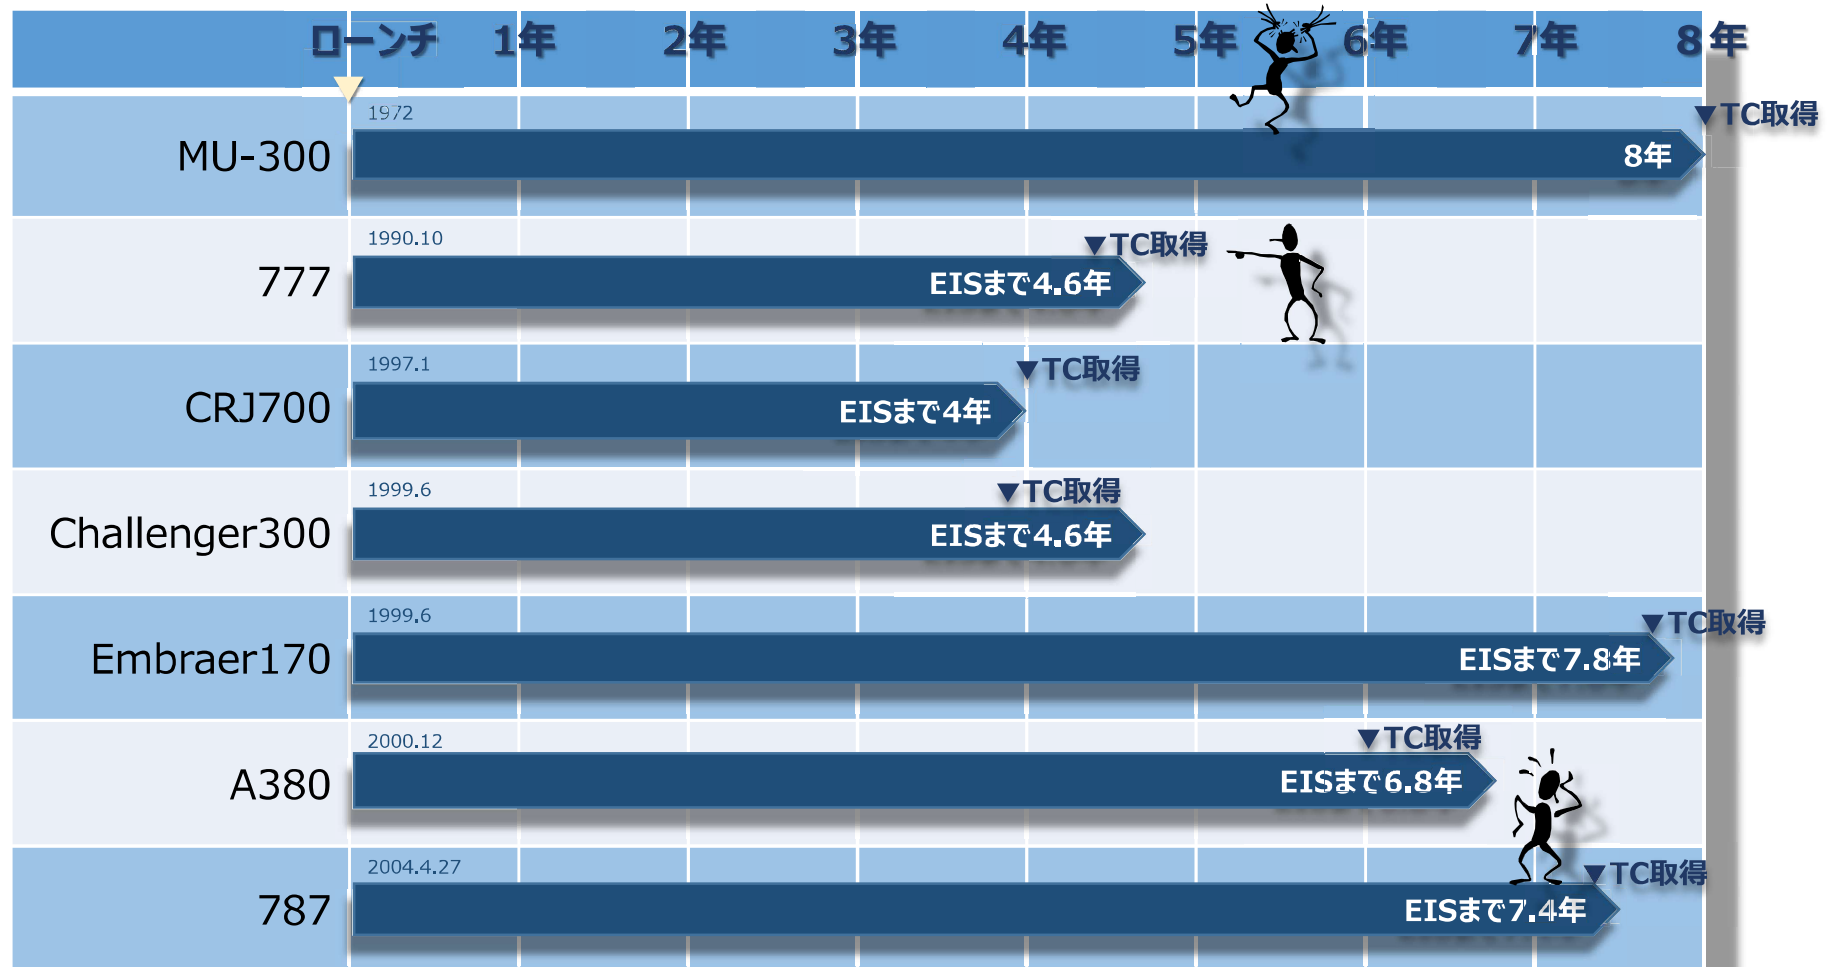 ローンチ 1年 2年 3年 4年 5年 6年 7年 8年
1972
▼TC取得
MU-300
8年
1990.10
▼TC取得
777
EISまで4.6年
1997.1
▼TC取得
CRJ700
EISまで4年
1999.6
▼TC取得
Challenger300
EISまで4.6年
1999.6
▼TC取得
Embraer170
EISまで7.8年
2000.12
▼TC取得
A380
EISまで6.8年
2004.4.27
▼TC取得
787
EISまで7.4年